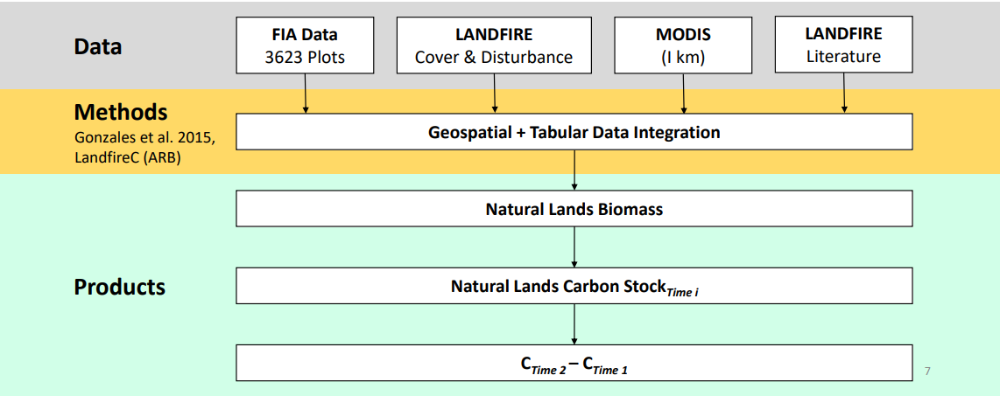 Data
FIA Data
3623 Plots
LANDFIRE
Cover & Disturbance
MODIS
(I km)
LANDFIRE
Literature
Methods
Gonzales et al. 2015,
LandfireC (ARB)
Geospatial + Tabular Data Integration
Products
Natural Lands Biomass
Natural Lands Carbon Stock Time i
C Time 2 – C Time 1
7